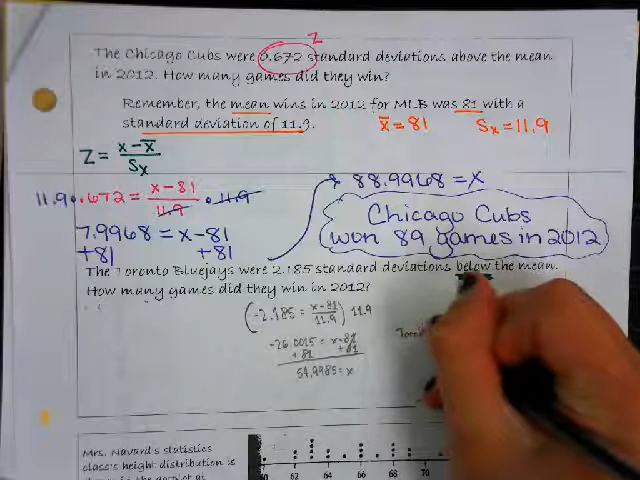 Z
The Chicago Cubs were 0.672 standard deviations above the mean
in 2012. How many games did they win?
Remember, the mean wins in 2012 for MLB was 81 with a
standard deviation of 11.9.
x̄ = 81
Sx = 11.9
Z = x - x̄ / Sx
11.9 • .672 = x - 81 / 11.9 • 11.9
7.9968 = x - 81
+81 +81
88.9968 = x
Chicago Cubs
won 89 games in 2012
The Toronto Bluejays were 2.185 standard deviations below the mean.
How many games did they win in 2012?
(-2.185 = x - 81 / 11.9) 11.9
-26.0015 = x - 81
+81 +81
54.9985 = x
Mrs. Navard's statistics
class's height distribution is
62 64 66 68 70